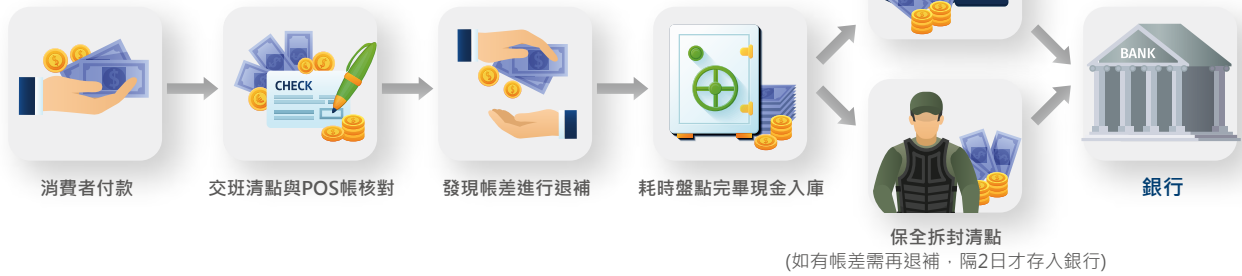 CHECK
BANK
消費者付款
交班清點與POS帳核對
發現帳差進行退補
耗時盤點完畢現金入庫
銀行
保全拆封清點
(如有帳差需再退補，隔2日才存入銀行)